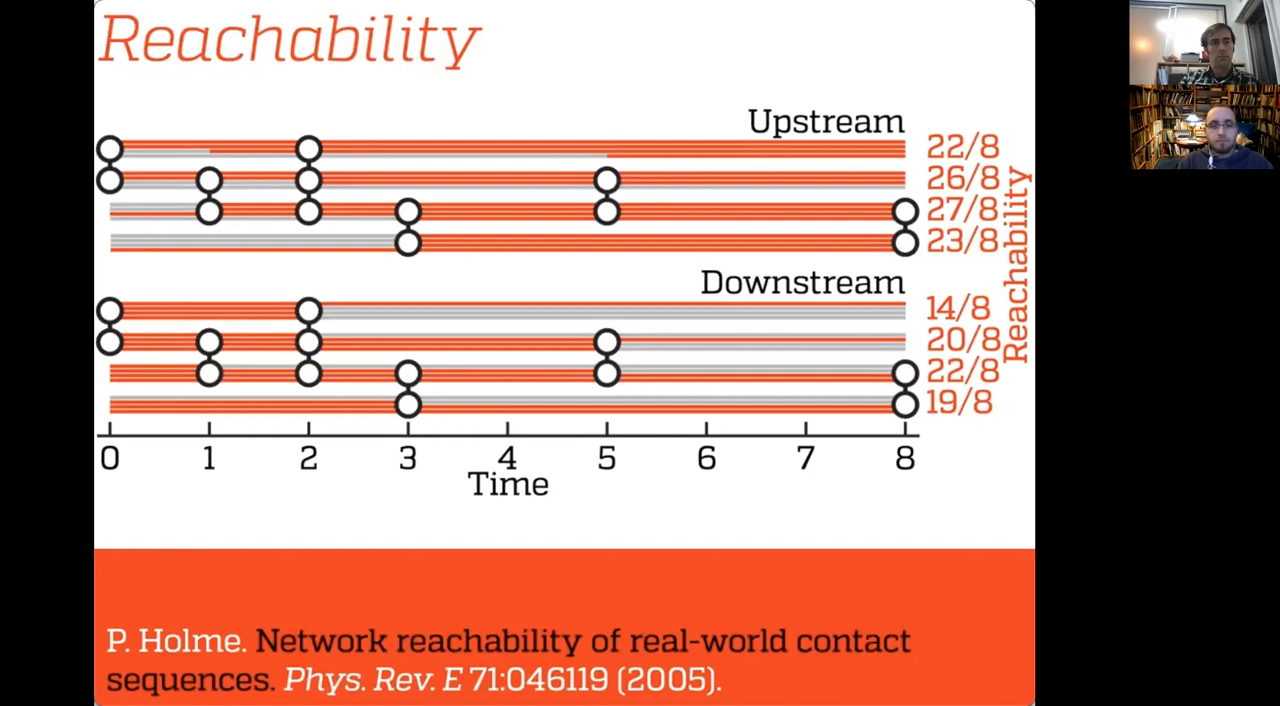 Reachability
Upstream
22/8
26/8
27/8
23/8
Downstream
14/8
20/8
22/8
19/8
Reachability
0 1 2 3 4 5 6 7 8
Time
P. Holme. Network reachability of real-world contact
sequences. Phys. Rev. E 71:046119 (2005).